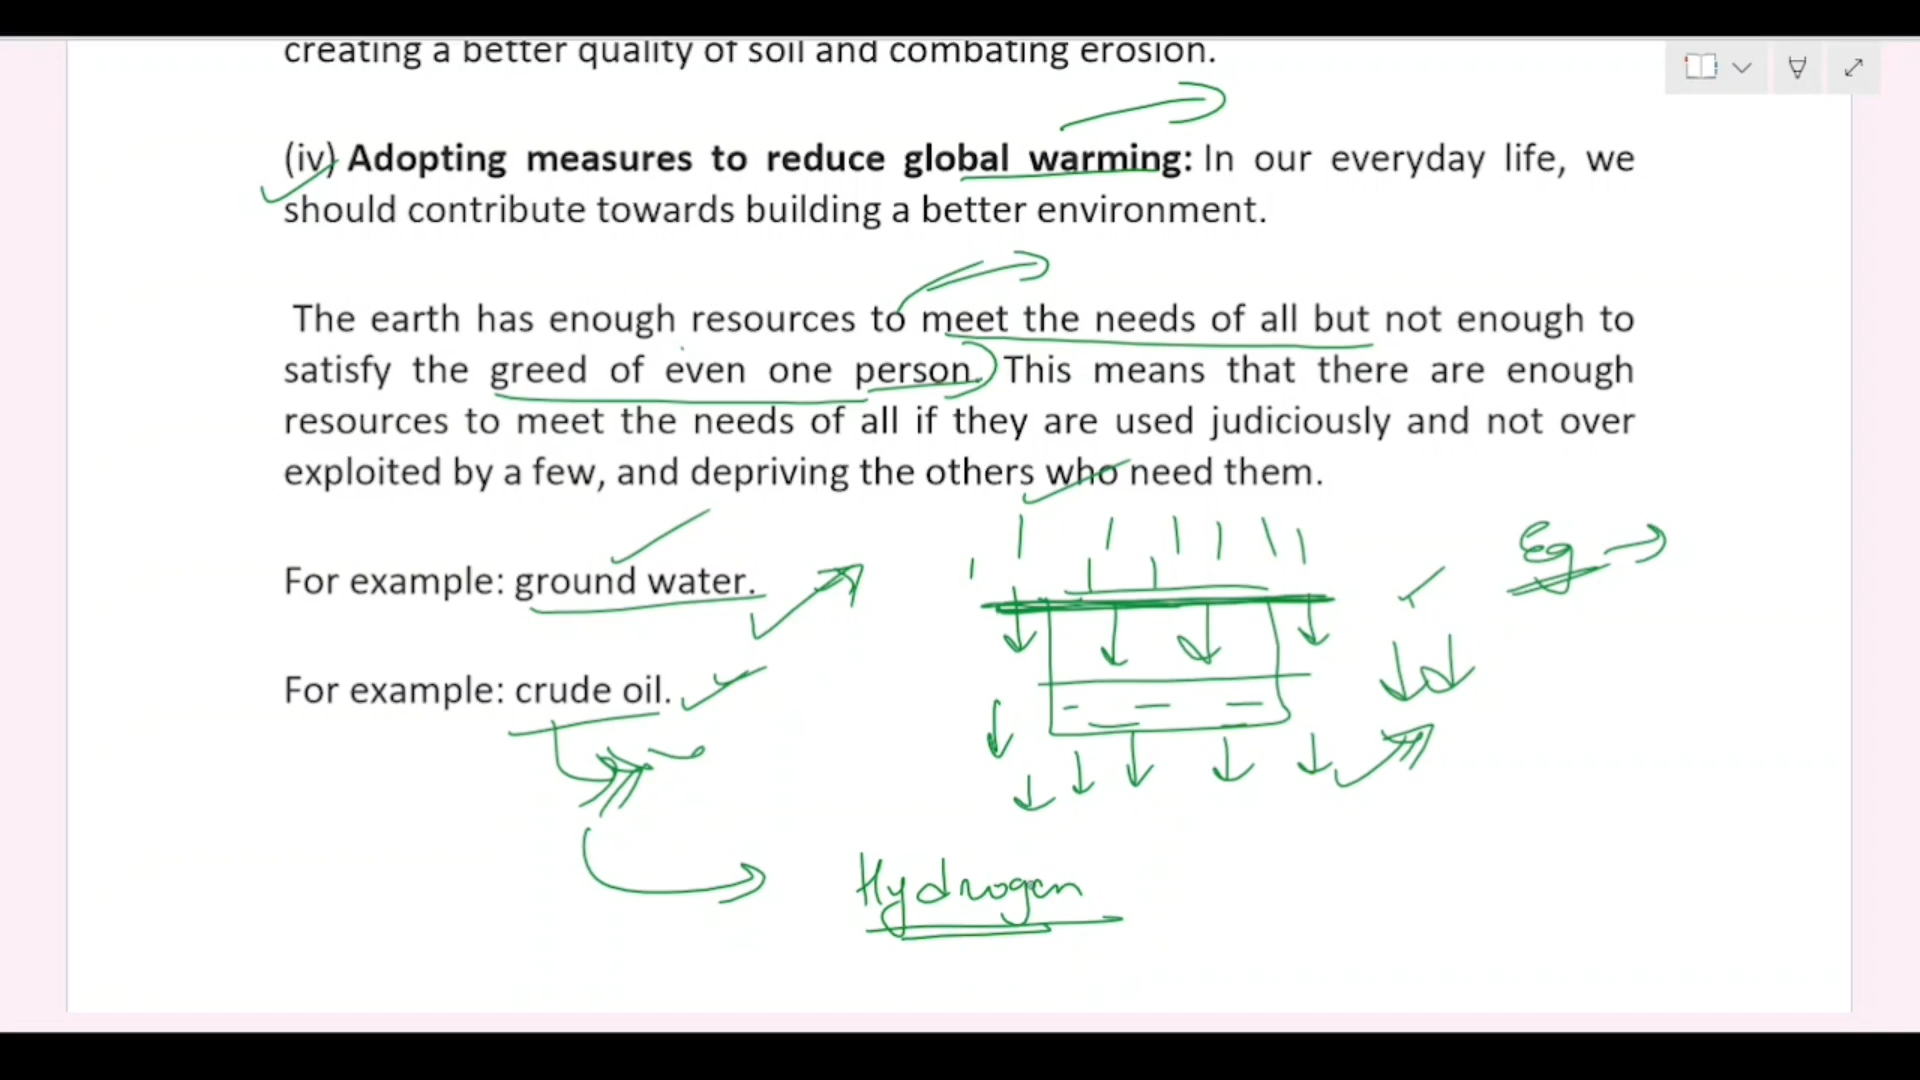 creating a better quality of soil and combating erosion.
(iv) Adopting measures to reduce global warming: In our everyday life, we
should contribute towards building a better environment.
The earth has enough resources to meet the needs of all but not enough to
satisfy the greed of even one person. This means that there are enough
resources to meet the needs of all if they are used judiciously and not over
exploited by a few, and depriving the others who need them.
Eg
For example: ground water.
For example: crude oil.
Hydrogen